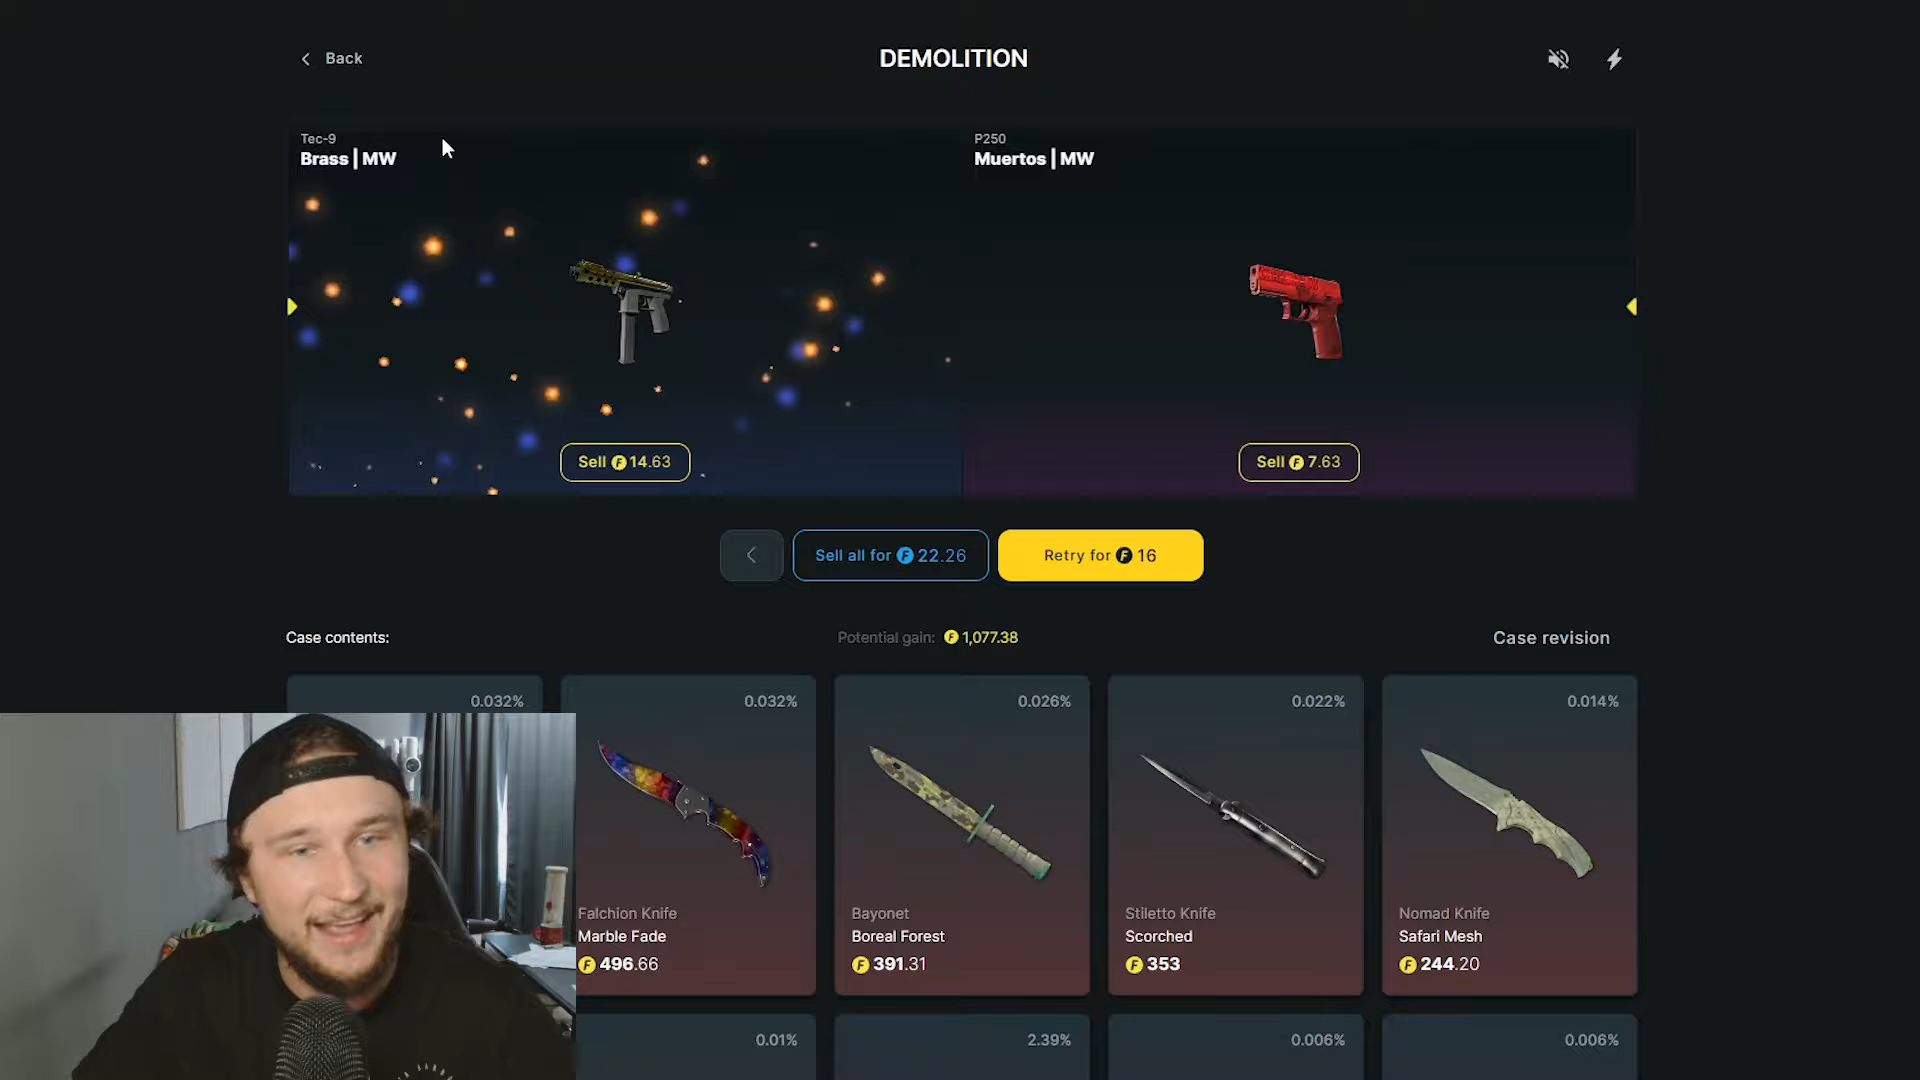 Back
DEMOLITION
Tec-9
Brass | MW
P250
Muertos | MW
Sell F 14.63
Sell F 7.63
Sell all for F 22.26
Retry for F 16
Case contents:
Potential gain: F 1,077.38
Case revision
0.032%
0.032%
0.026%
0.022%
0.014%
Falchion Knife
Marble Fade
F 496.66
Bayonet
Boreal Forest
F 391.31
Stiletto Knife
Scorched
F 353
Nomad Knife
Safari Mesh
F 244.20
0.01%
2.39%
0.006%
0.006%